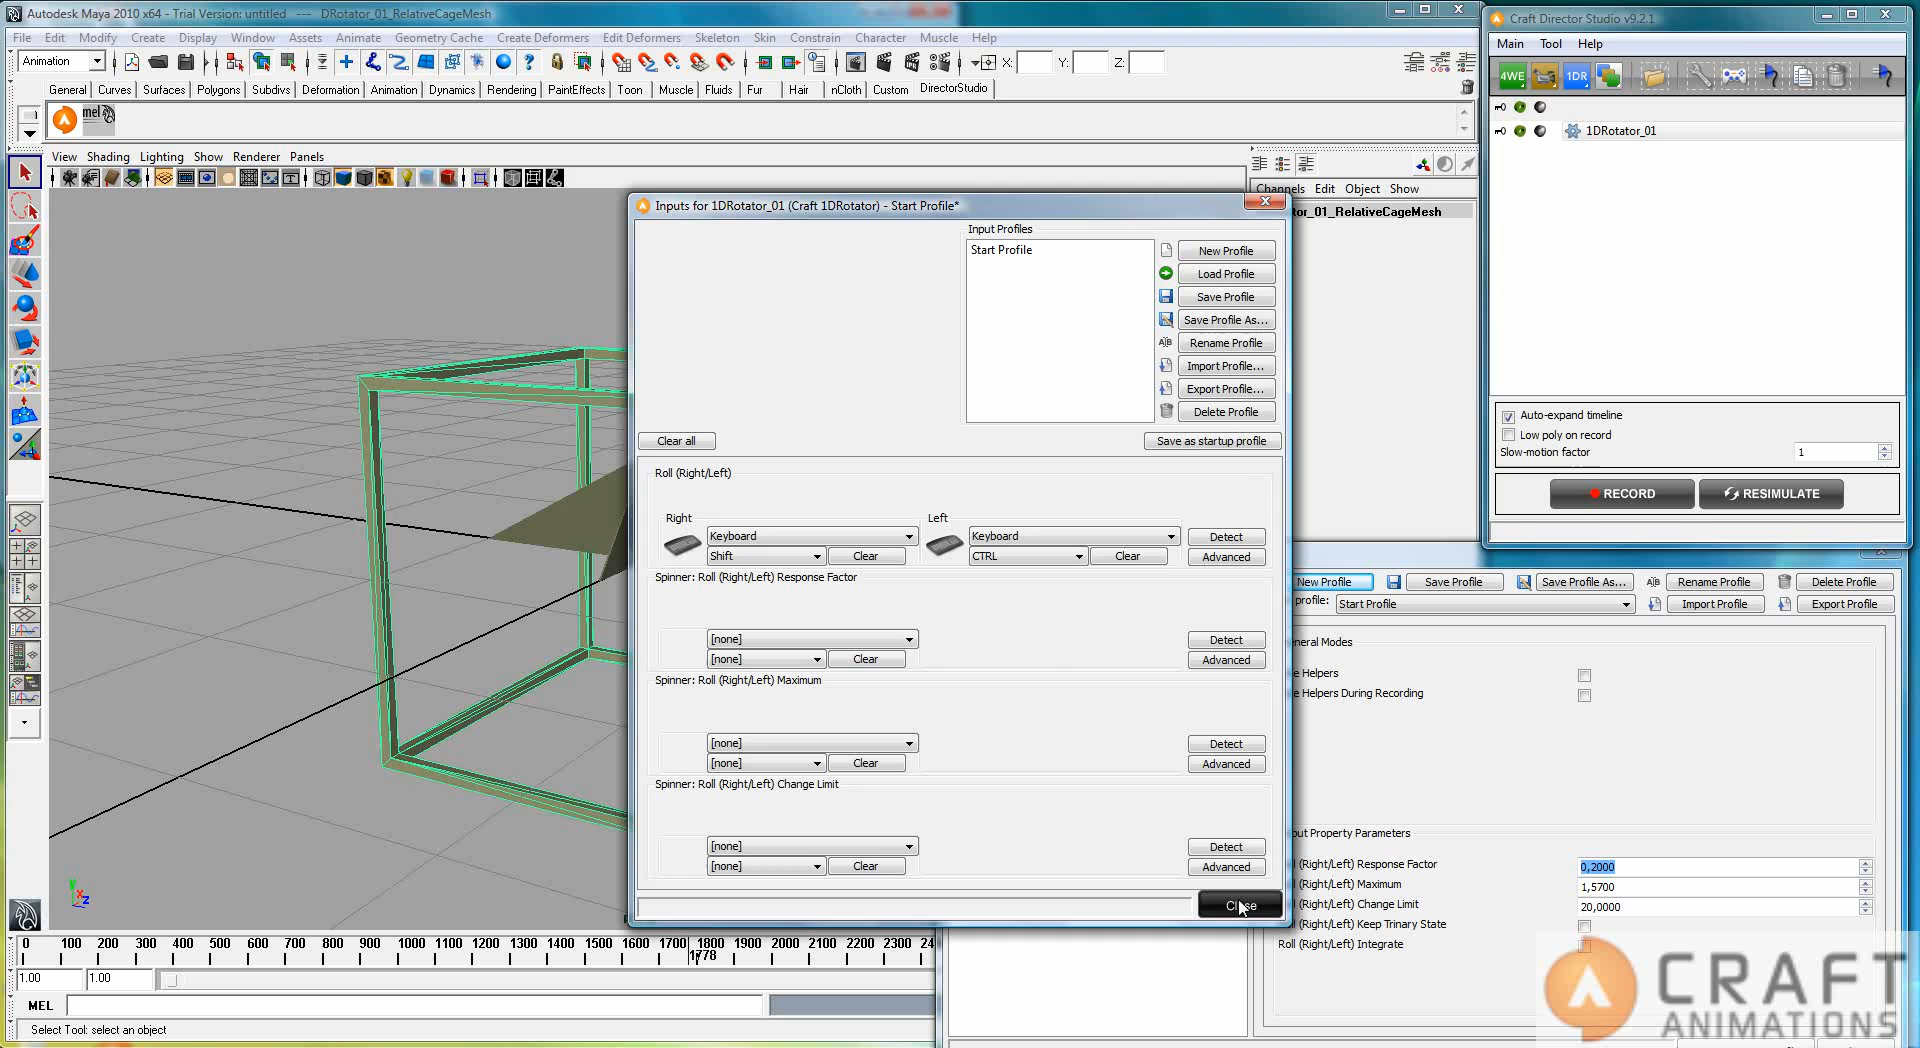 Autodesk Maya 2010 x64 - Trial Version: untitled --- DRotator_01_RelativeCageMesh
File Edit Modify Create Display Window Assets Animate Geometry Cache Create Deformers Edit Deformers Skeleton Skin Constrain Character Muscle Help
Animation X: Y: Z:
General Curves Surfaces Polygons Subdivs Deformation Animation Dynamics Rendering PaintEffects Toon Muscle Fluids Fur Hair nCloth Custom DirectorStudio
mel
View Shading Lighting Show Renderer Panels
Channels Edit Object Show
tor_01_RelativeCageMesh
Craft Director Studio v9.2.1
Main Tool Help
4WE 1DR
1DRotator_01
Auto-expand timeline
Low poly on record
Slow-motion factor 1
RECORD RESIMULATE
Inputs for 1DRotator_01 (Craft 1DRotator) - Start Profile*
Input Profiles
Start Profile
New Profile
Load Profile
Save Profile
Save Profile As...
Rename Profile
Import Profile...
Export Profile...
Delete Profile
Clear all Save as startup profile
Roll (Right/Left)
Right Left
Keyboard Keyboard Detect
Shift Clear CTRL Clear Advanced
Spinner: Roll (Right/Left) Response Factor
[none] Detect
[none] Clear Advanced
Spinner: Roll (Right/Left) Maximum
[none] Detect
[none] Clear Advanced
Spinner: Roll (Right/Left) Change Limit
[none] Detect
[none] Clear Advanced
Close
New Profile Save Profile Save Profile As... Rename Profile Delete Profile
profile: Start Profile Import Profile Export Profile
neral Modes
e Helpers
e Helpers During Recording
out Property Parameters
(Right/Left) Response Factor 0,2000
(Right/Left) Maximum 1,5700
(Right/Left) Change Limit 20,0000
(Right/Left) Keep Trinary State
Roll (Right/Left) Integrate
0 100 200 300 400 500 600 700 800 900 1000 1100 1200 1300 1400 1500 1600 1700 1800 1900 2000 2100 2200 2300 24
1778
1.00 1.00
MEL
Select Tool: select an object
CRAFT
ANIMATIONS